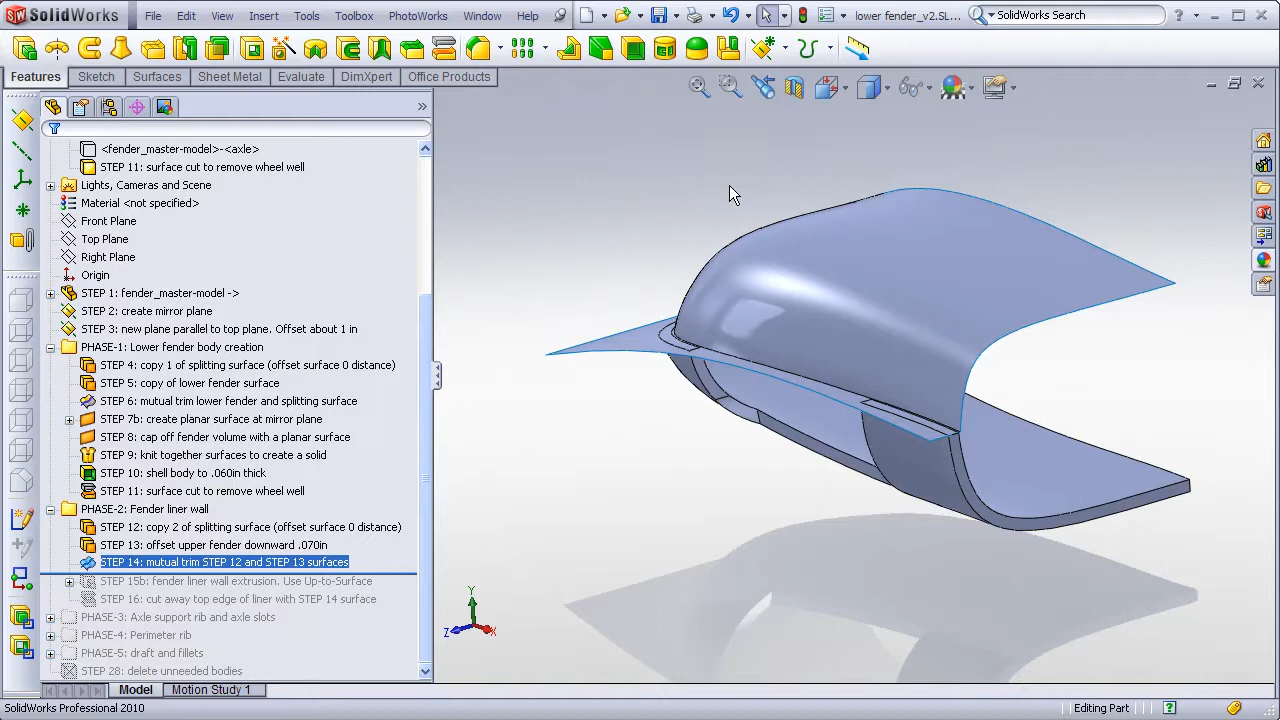 SolidWorks File Edit View Insert Tools Toolbox PhotoWorks Window Help lower fender_v2.SL... SolidWorks Search
Features Sketch Surfaces Sheet Metal Evaluate DimXpert Office Products
<fender_master-model>-<axle>
STEP 11: surface cut to remove wheel well
Lights, Cameras and Scene
Material <not specified>
Front Plane
Top Plane
Right Plane
Origin
STEP 1: fender_master-model ->
STEP 2: create mirror plane
STEP 3: new plane parallel to top plane. Offset about 1 in
PHASE-1: Lower fender body creation
STEP 4: copy 1 of splitting surface (offset surface 0 distance)
STEP 5: copy of lower fender surface
STEP 6: mutual trim lower fender and splitting surface
STEP 7b: create planar surface at mirror plane
STEP 8: cap off fender volume with a planar surface
STEP 9: knit together surfaces to create a solid
STEP 10: shell body to .060in thick
STEP 11: surface cut to remove wheel well
PHASE-2: Fender liner wall
STEP 12: copy 2 of splitting surface (offset surface 0 distance)
STEP 13: offset upper fender downward .070in
STEP 14: mutual trim STEP 12 and STEP 13 surfaces
STEP 15b: fender liner wall extrusion. Use Up-to-Surface
STEP 16: cut away top edge of liner with STEP 14 surface
PHASE-3: Axle support rib and axle slots
PHASE-4: Perimeter rib
PHASE-5: draft and fillets
STEP 28: delete unneeded bodies
Y
Z X
Model Motion Study 1
SolidWorks Professional 2010 Editing Part